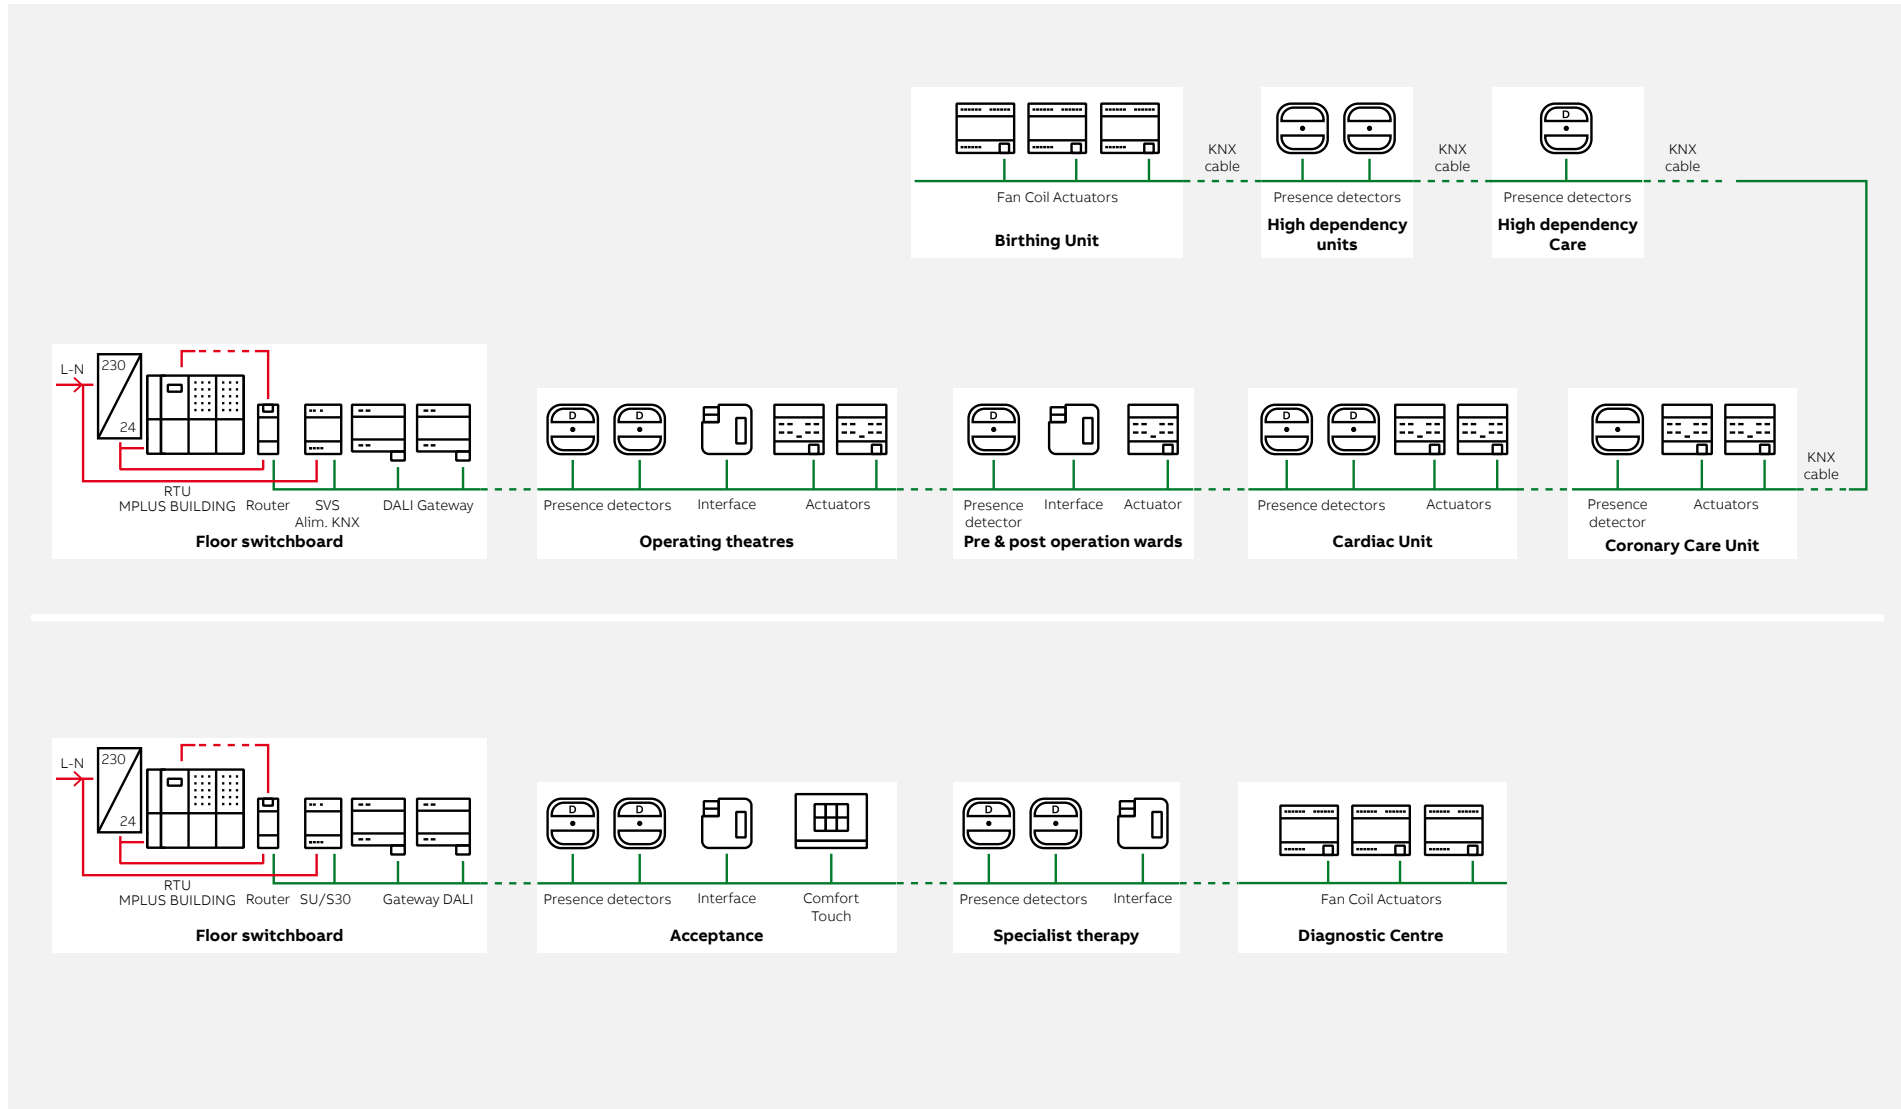 KNX
cable
KNX
cable
KNX
cable
D
Fan Coil Actuators
Presence detectors
Presence detectors
Birthing Unit
High dependency
units
High dependency
Care
L-N
230
24
D
D
D
D
D
KNX
cable
RTU
MPLUS BUILDING
Router
SVS
Alim. KNX
DALI Gateway
Floor switchboard
Presence detectors
Interface
Actuators
Operating theatres
Presence
detector
Interface
Actuator
Pre & post operation wards
Presence detectors
Actuators
Cardiac Unit
Presence
detector
Actuators
Coronary Care Unit
L-N
230
24
D
D
D
D
RTU
MPLUS BUILDING
Router
SU/S30
Gateway DALI
Floor switchboard
Presence detectors
Interface
Comfort
Touch
Acceptance
Presence detectors
Interface
Specialist therapy
Fan Coil Actuators
Diagnostic Centre